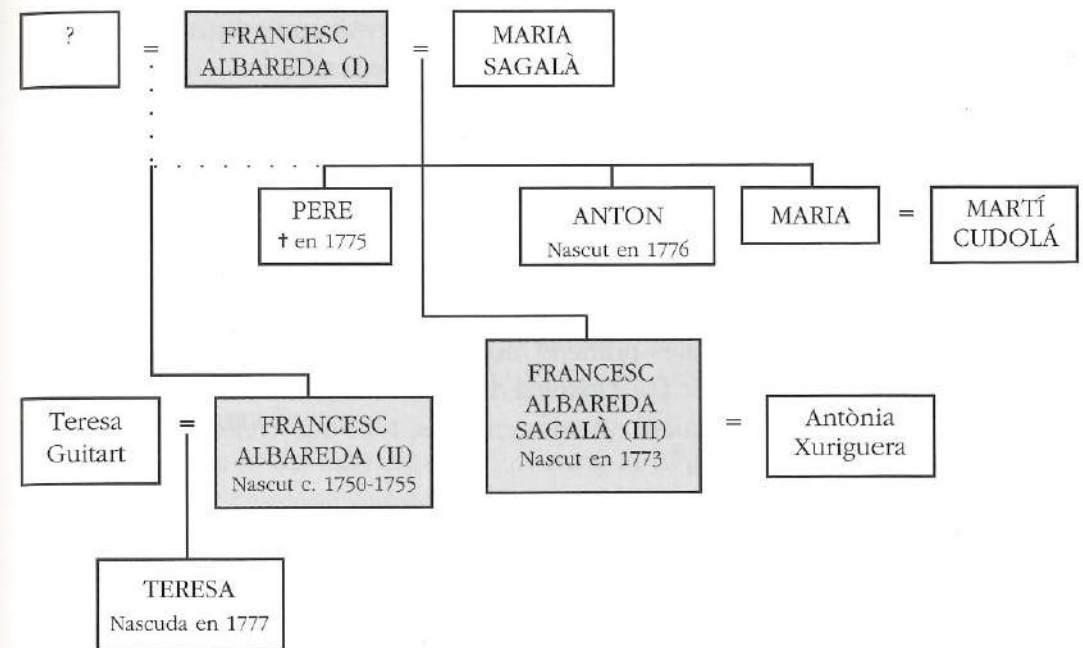 ?
=
FRANCESC
ALBAREDA (I)
=
MARIA
SAGALÀ
PERE
† en 1775
ANTON
Nascut en 1776
MARIA
=
MARTÍ
CUDOLÁ
Teresa
Guitart
=
FRANCESC
ALBAREDA (II)
Nascut c. 1750-1755
FRANCESC
ALBAREDA
SAGALÀ (III)
Nascut en 1773
=
Antònia
Xuriguera
TERESA
Nascuda en 1777